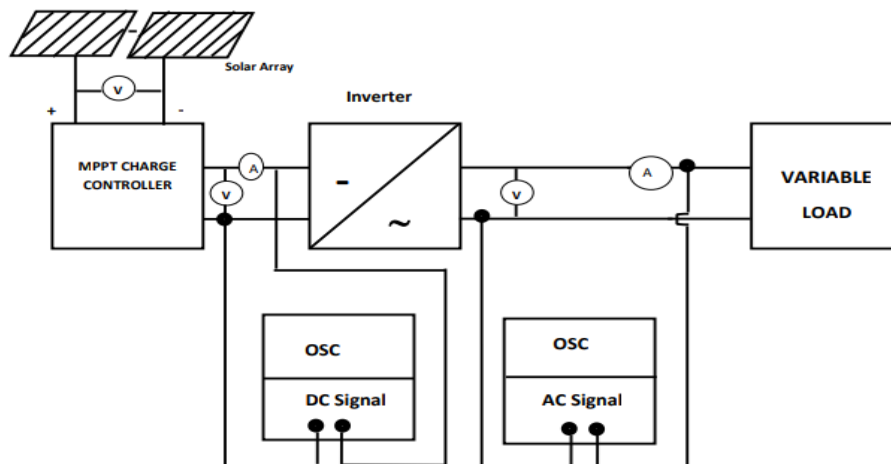 -
Solar Array
V
+ -
Inverter
MPPT CHARGE
CONTROLLER
A
V
-
~
V
A
VARIABLE
LOAD
OSC
DC Signal
OSC
AC Signal